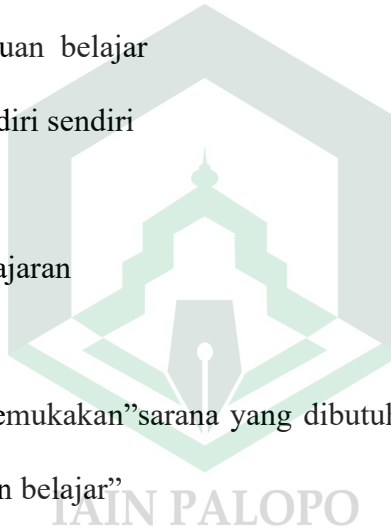 uan belajar
diri sendiri
ajaran
emukakan”sarana yang dibutul
n belajar”
IAIN PALOPO